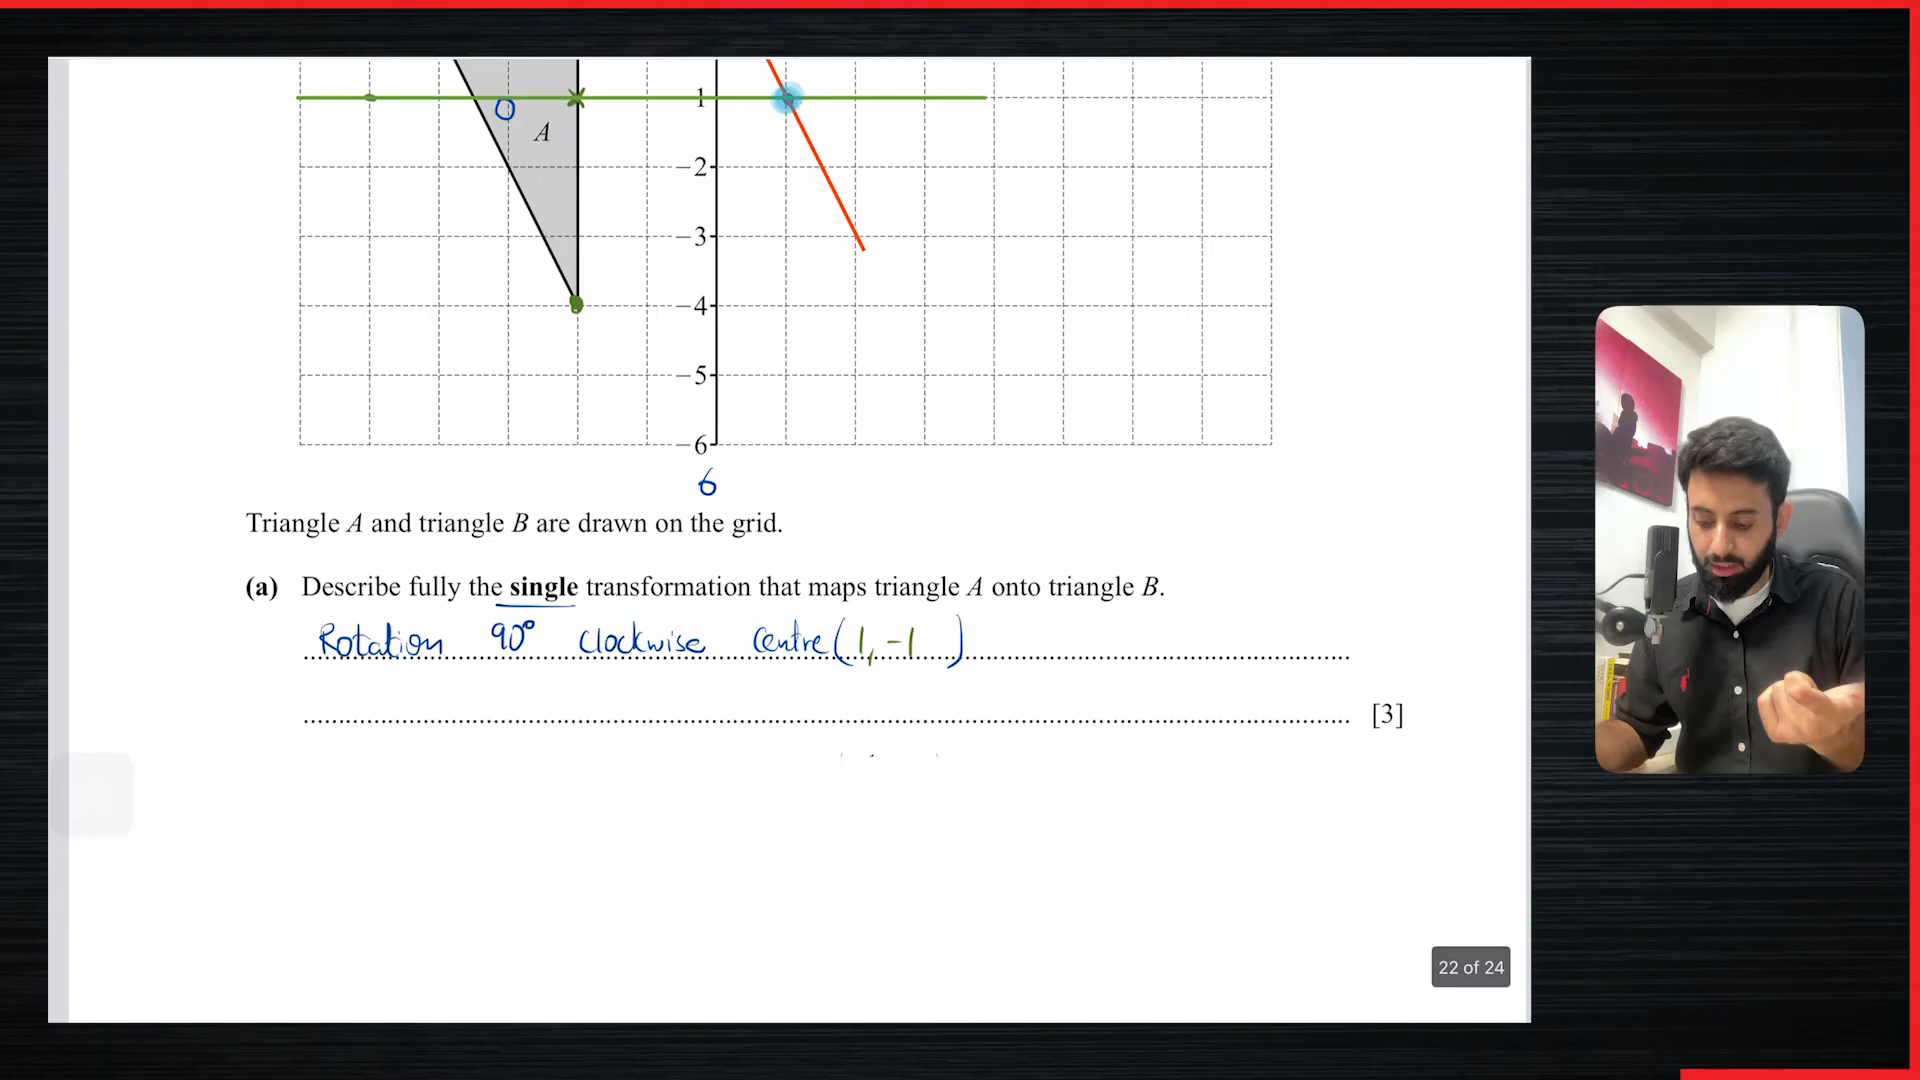 1
O
A
−2
−3
−4
−5
−6
6
Triangle A and triangle B are drawn on the grid.
(a) Describe fully the single transformation that maps triangle A onto triangle B.
Rotation 90° Clockwise Centre (1, -1)
[3]
22 of 24